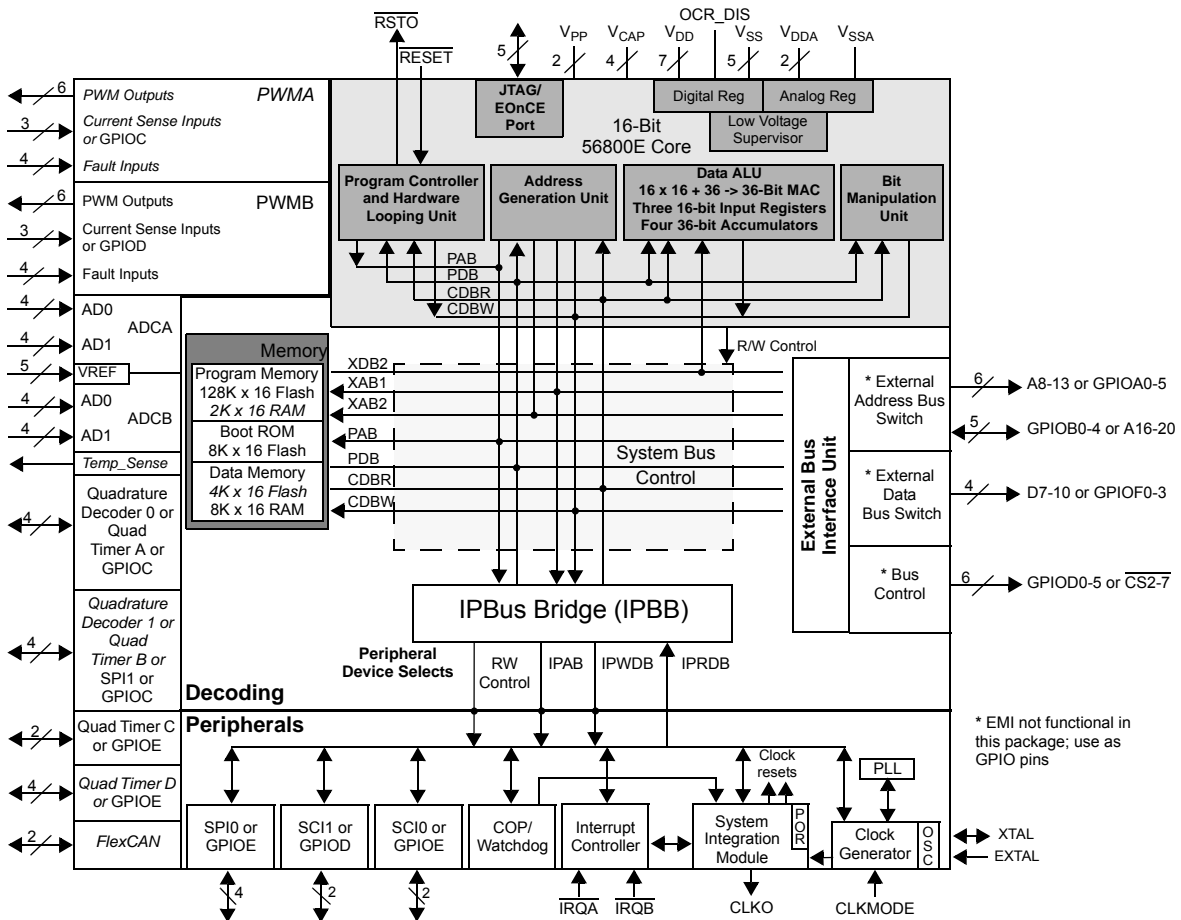 RSTO
RESET
5
VPP
2
VCAP
4
VDD
7
OCR_DIS
VSS
5
VDDA
2
VSSA
JTAG/
EOnCE
Port
Digital Reg
Analog Reg
Low Voltage
Supervisor
16-Bit
56800E Core
Program Controller
and Hardware
Looping Unit
Address
Generation Unit
Data ALU
16 x 16 + 36 -> 36-Bit MAC
Three 16-bit Input Registers
Four 36-bit Accumulators
Bit
Manipulation
Unit
PAB
PDB
CDBR
CDBW
6
PWM Outputs
PWMA
3
Current Sense Inputs
or GPIOC
4
Fault Inputs
6
PWM Outputs
PWMB
3
Current Sense Inputs
or GPIOD
4
Fault Inputs
4
AD0
ADCA
4
AD1
5
VREF
4
AD0
ADCB
4
AD1
Temp_Sense
4
Quadrature
Decoder 0 or
Quad
Timer A or
GPIOC
4
Quadrature
Decoder 1 or
Quad
Timer B or
SPI1 or
GPIOC
2
Quad Timer C
or GPIOE
4
Quad Timer D
or GPIOE
2
FlexCAN
Memory
Program Memory
128K x 16 Flash
2K x 16 RAM
Boot ROM
8K x 16 Flash
Data Memory
4K x 16 Flash
8K x 16 RAM
XDB2
XAB1
XAB2
PAB
PDB
CDBR
CDBW
System Bus
Control
R/W Control
External Bus
Interface Unit
* External
Address Bus
Switch
* External
Data
Bus Switch
* Bus
Control
6
A8-13 or GPIOA0-5
5
GPIOB0-4 or A16-20
4
D7-10 or GPIOF0-3
6
GPIOD0-5 or CS2-7
IPBus Bridge (IPBB)
Peripheral
Device Selects
RW
Control
IPAB
IPWDB
IPRDB
Decoding
Peripherals
* EMI not functional in
this package; use as
GPIO pins
Clock
resets
PLL
SPI0 or
GPIOE
SCI1 or
GPIOD
SCI0 or
GPIOE
COP/
Watchdog
Interrupt
Controller
System
Integration
Module
POR
Clock
Generator
OSC
XTAL
EXTAL
4
2
2
IRQA
IRQB
CLKO
CLKMODE